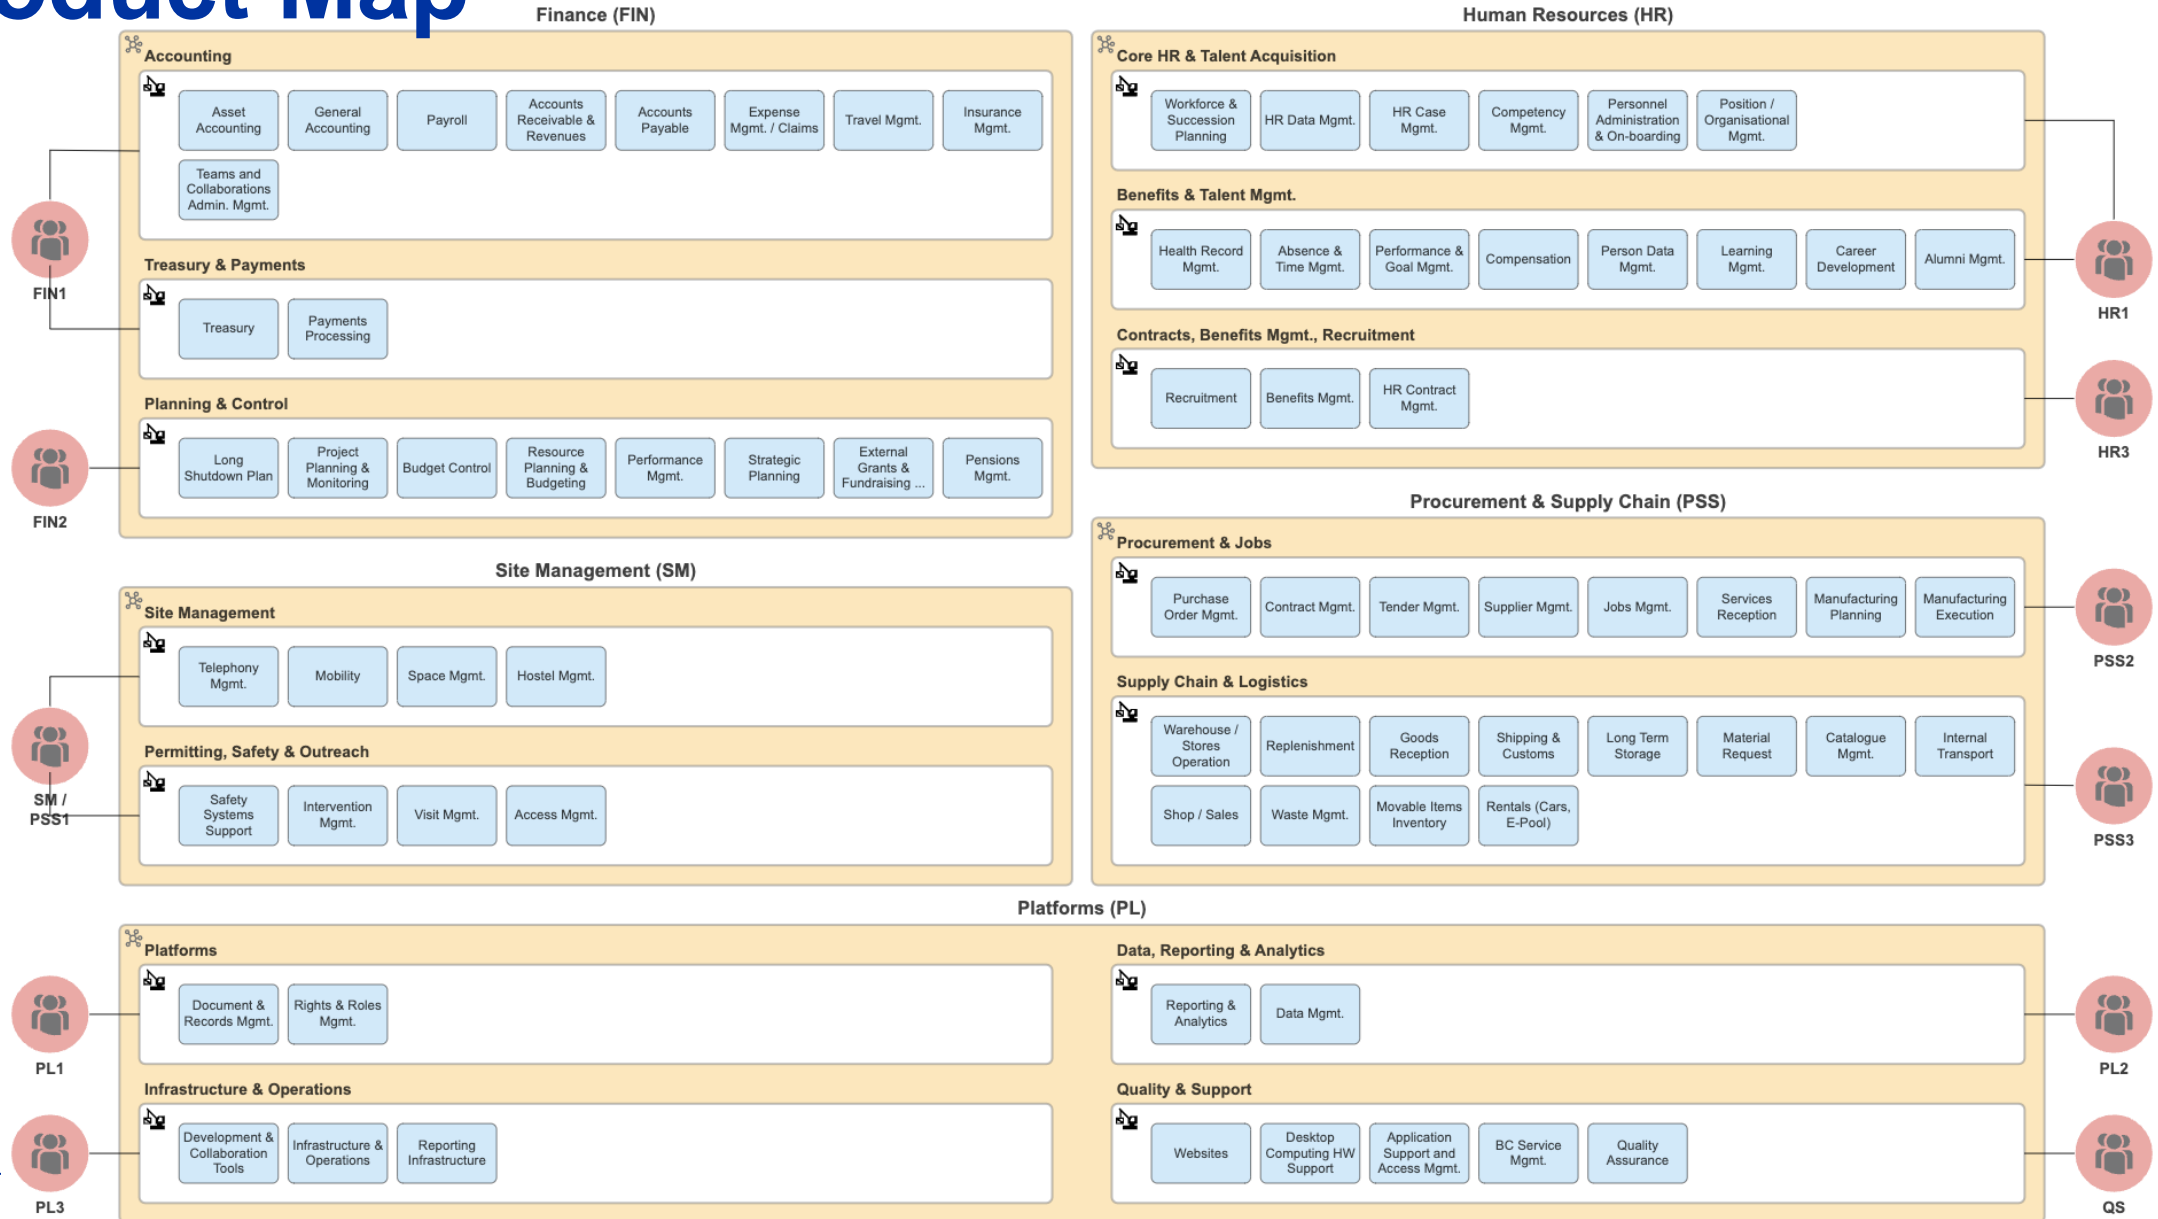 oduct Map
Finance (FIN)
Accounting
Asset
Accounting
General
Accounting
Payroll
Accounts
Receivable &
Revenues
Accounts
Payable
Expense
Mgmt. / Claims
Travel Mgmt.
Insurance
Mgmt.
Teams and
Collaborations
Admin. Mgmt.
FIN1
Treasury & Payments
Treasury
Payments
Processing
Planning & Control
Long
Shutdown Plan
Project
Planning &
Monitoring
Budget Control
Resource
Planning &
Budgeting
Performance
Mgmt.
Strategic
Planning
External
Grants &
Fundraising ...
Pensions
Mgmt.
FIN2
Human Resources (HR)
Core HR & Talent Acquisition
Workforce &
Succession
Planning
HR Data Mgmt.
HR Case
Mgmt.
Competency
Mgmt.
Personnel
Administration
& On-boarding
Position /
Organisational
Mgmt.
Benefits & Talent Mgmt.
Health Record
Mgmt.
Absence &
Time Mgmt.
Performance &
Goal Mgmt.
Compensation
Person Data
Mgmt.
Learning
Mgmt.
Career
Development
Alumni Mgmt.
HR1
Contracts, Benefits Mgmt., Recruitment
Recruitment
Benefits Mgmt.
HR Contract
Mgmt.
HR3
Site Management (SM)
Site Management
Telephony
Mgmt.
Mobility
Space Mgmt.
Hostel Mgmt.
Permitting, Safety & Outreach
Safety
Systems
Support
Intervention
Mgmt.
Visit Mgmt.
Access Mgmt.
SM /
PSS1
Procurement & Supply Chain (PSS)
Procurement & Jobs
Purchase
Order Mgmt.
Contract Mgmt.
Tender Mgmt.
Supplier Mgmt.
Jobs Mgmt.
Services
Reception
Manufacturing
Planning
Manufacturing
Execution
PSS2
Supply Chain & Logistics
Warehouse /
Stores
Operation
Replenishment
Goods
Reception
Shipping &
Customs
Long Term
Storage
Material
Request
Catalogue
Mgmt.
Internal
Transport
Shop / Sales
Waste Mgmt.
Movable Items
Inventory
Rentals (Cars,
E-Pool)
PSS3
Platforms (PL)
Platforms
Document &
Records Mgmt.
Rights & Roles
Mgmt.
PL1
Data, Reporting & Analytics
Reporting &
Analytics
Data Mgmt.
PL2
Infrastructure & Operations
Development &
Collaboration
Tools
Infrastructure &
Operations
Reporting
Infrastructure
PL3
Quality & Support
Websites
Desktop
Computing HW
Support
Application
Support and
Access Mgmt.
BC Service
Mgmt.
Quality
Assurance
QS